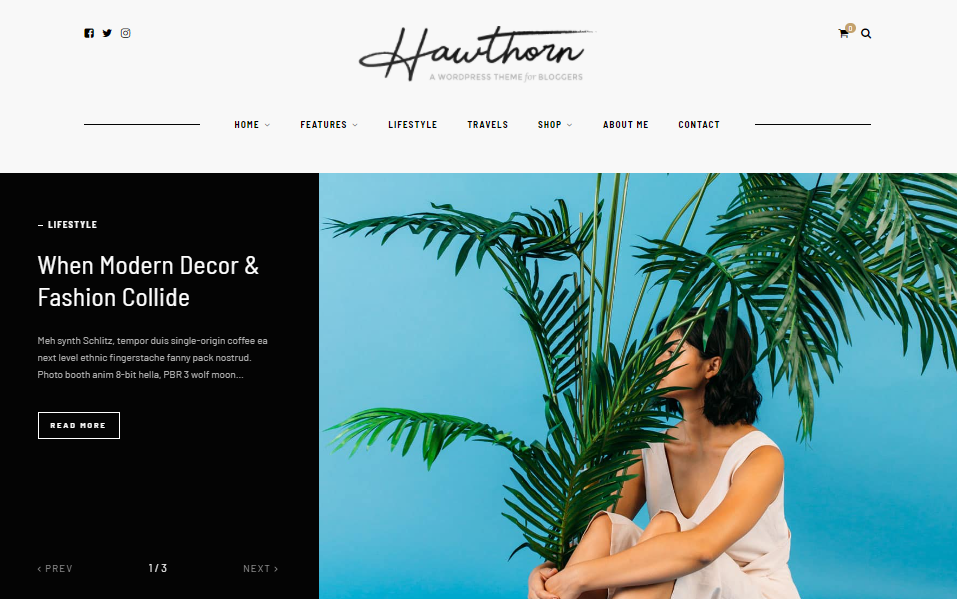 0
Hawthorn
A WORDPRESS THEME for BLOGGERS
HOME FEATURES LIFESTYLE TRAVELS SHOP ABOUT ME CONTACT
– LIFESTYLE
When Modern Decor &
Fashion Collide
Meh synth Schlitz, tempor duis single-origin coffee ea
next level ethnic fingerstache fanny pack nostrud.
Photo booth anim 8-bit hella, PBR 3 wolf moon...
READ MORE
‹ PREV 1 / 3 NEXT ›